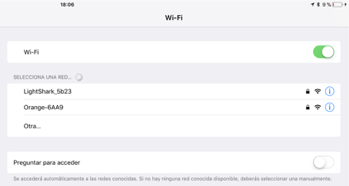 18:06
9 %
Wi-Fi
Wi-Fi
SELECCIONA UNA RED...
LightShark_5b23
Orange-6AA9
Otra...
Preguntar para acceder
Se accederá automáticamente a las redes conocidas. Si no hay ninguna red conocida disponible, deberás seleccionar una manualmente.